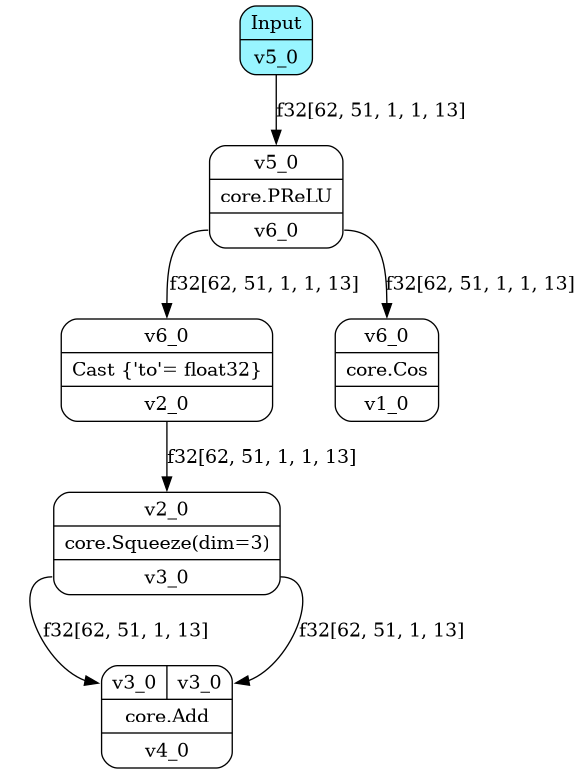 Input
v5_0
f32[62, 51, 1, 1, 13]
v5_0
core.PReLU
v6_0
f32[62, 51, 1, 1, 13]
f32[62, 51, 1, 1, 13]
v6_0
Cast {'to'= float32}
v2_0
v6_0
core.Cos
v1_0
f32[62, 51, 1, 1, 13]
v2_0
core.Squeeze(dim=3)
v3_0
f32[62, 51, 1, 13]
f32[62, 51, 1, 13]
v3_0 v3_0
core.Add
v4_0